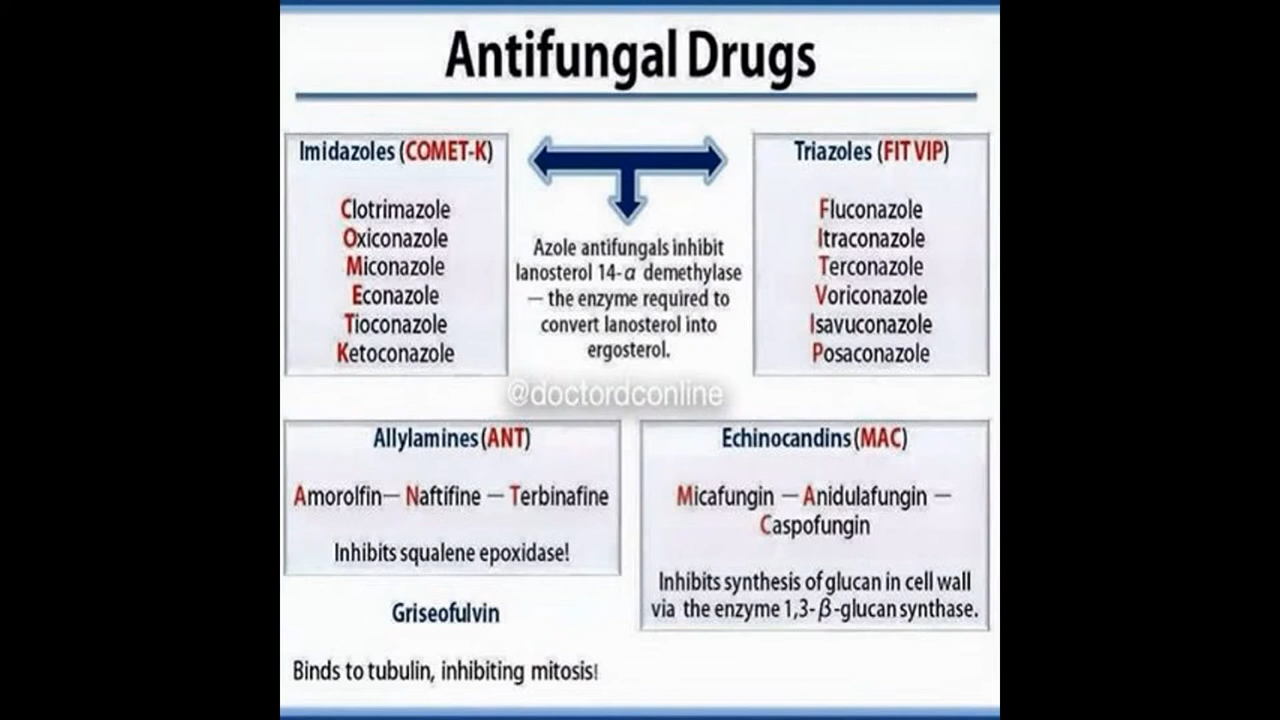 Antifungal Drugs
Imidazoles (COMET-K)
Clotrimazole
Oxiconazole
Miconazole
Econazole
Tioconazole
Ketoconazole
Azole antifungals inhibit
lanosterol 14-α demethylase
— the enzyme required to
convert lanosterol into
ergosterol.
Triazoles (FIT VIP)
Fluconazole
Itraconazole
Terconazole
Voriconazole
Isavuconazole
Posaconazole
@doctordconline
Allylamines (ANT)
Amorolfin— Naftifine — Terbinafine
Inhibits squalene epoxidase!
Echinocandins (MAC)
Micafungin — Anidulafungin —
Caspofungin
Inhibits synthesis of glucan in cell wall
via the enzyme 1,3-β-glucan synthase.
Griseofulvin
Binds to tubulin, inhibiting mitosis!